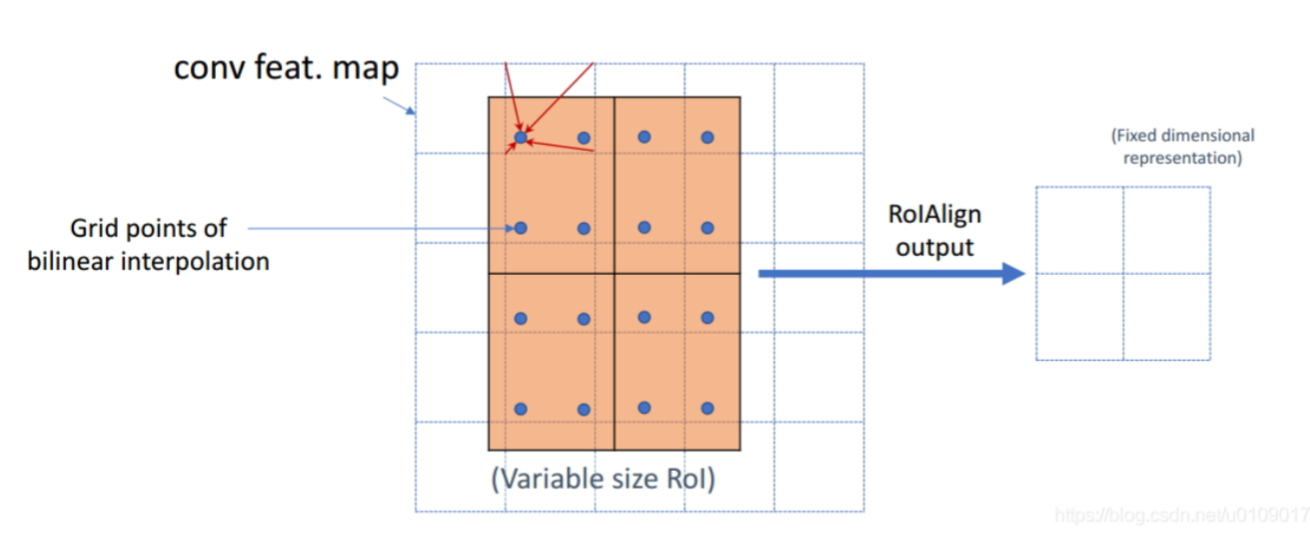 conv feat. map
(Fixed dimensional
representation)
RoIAlign
output
Grid points of
bilinear interpolation
(Variable size RoI)
https://blog.csdn.net/u0109017